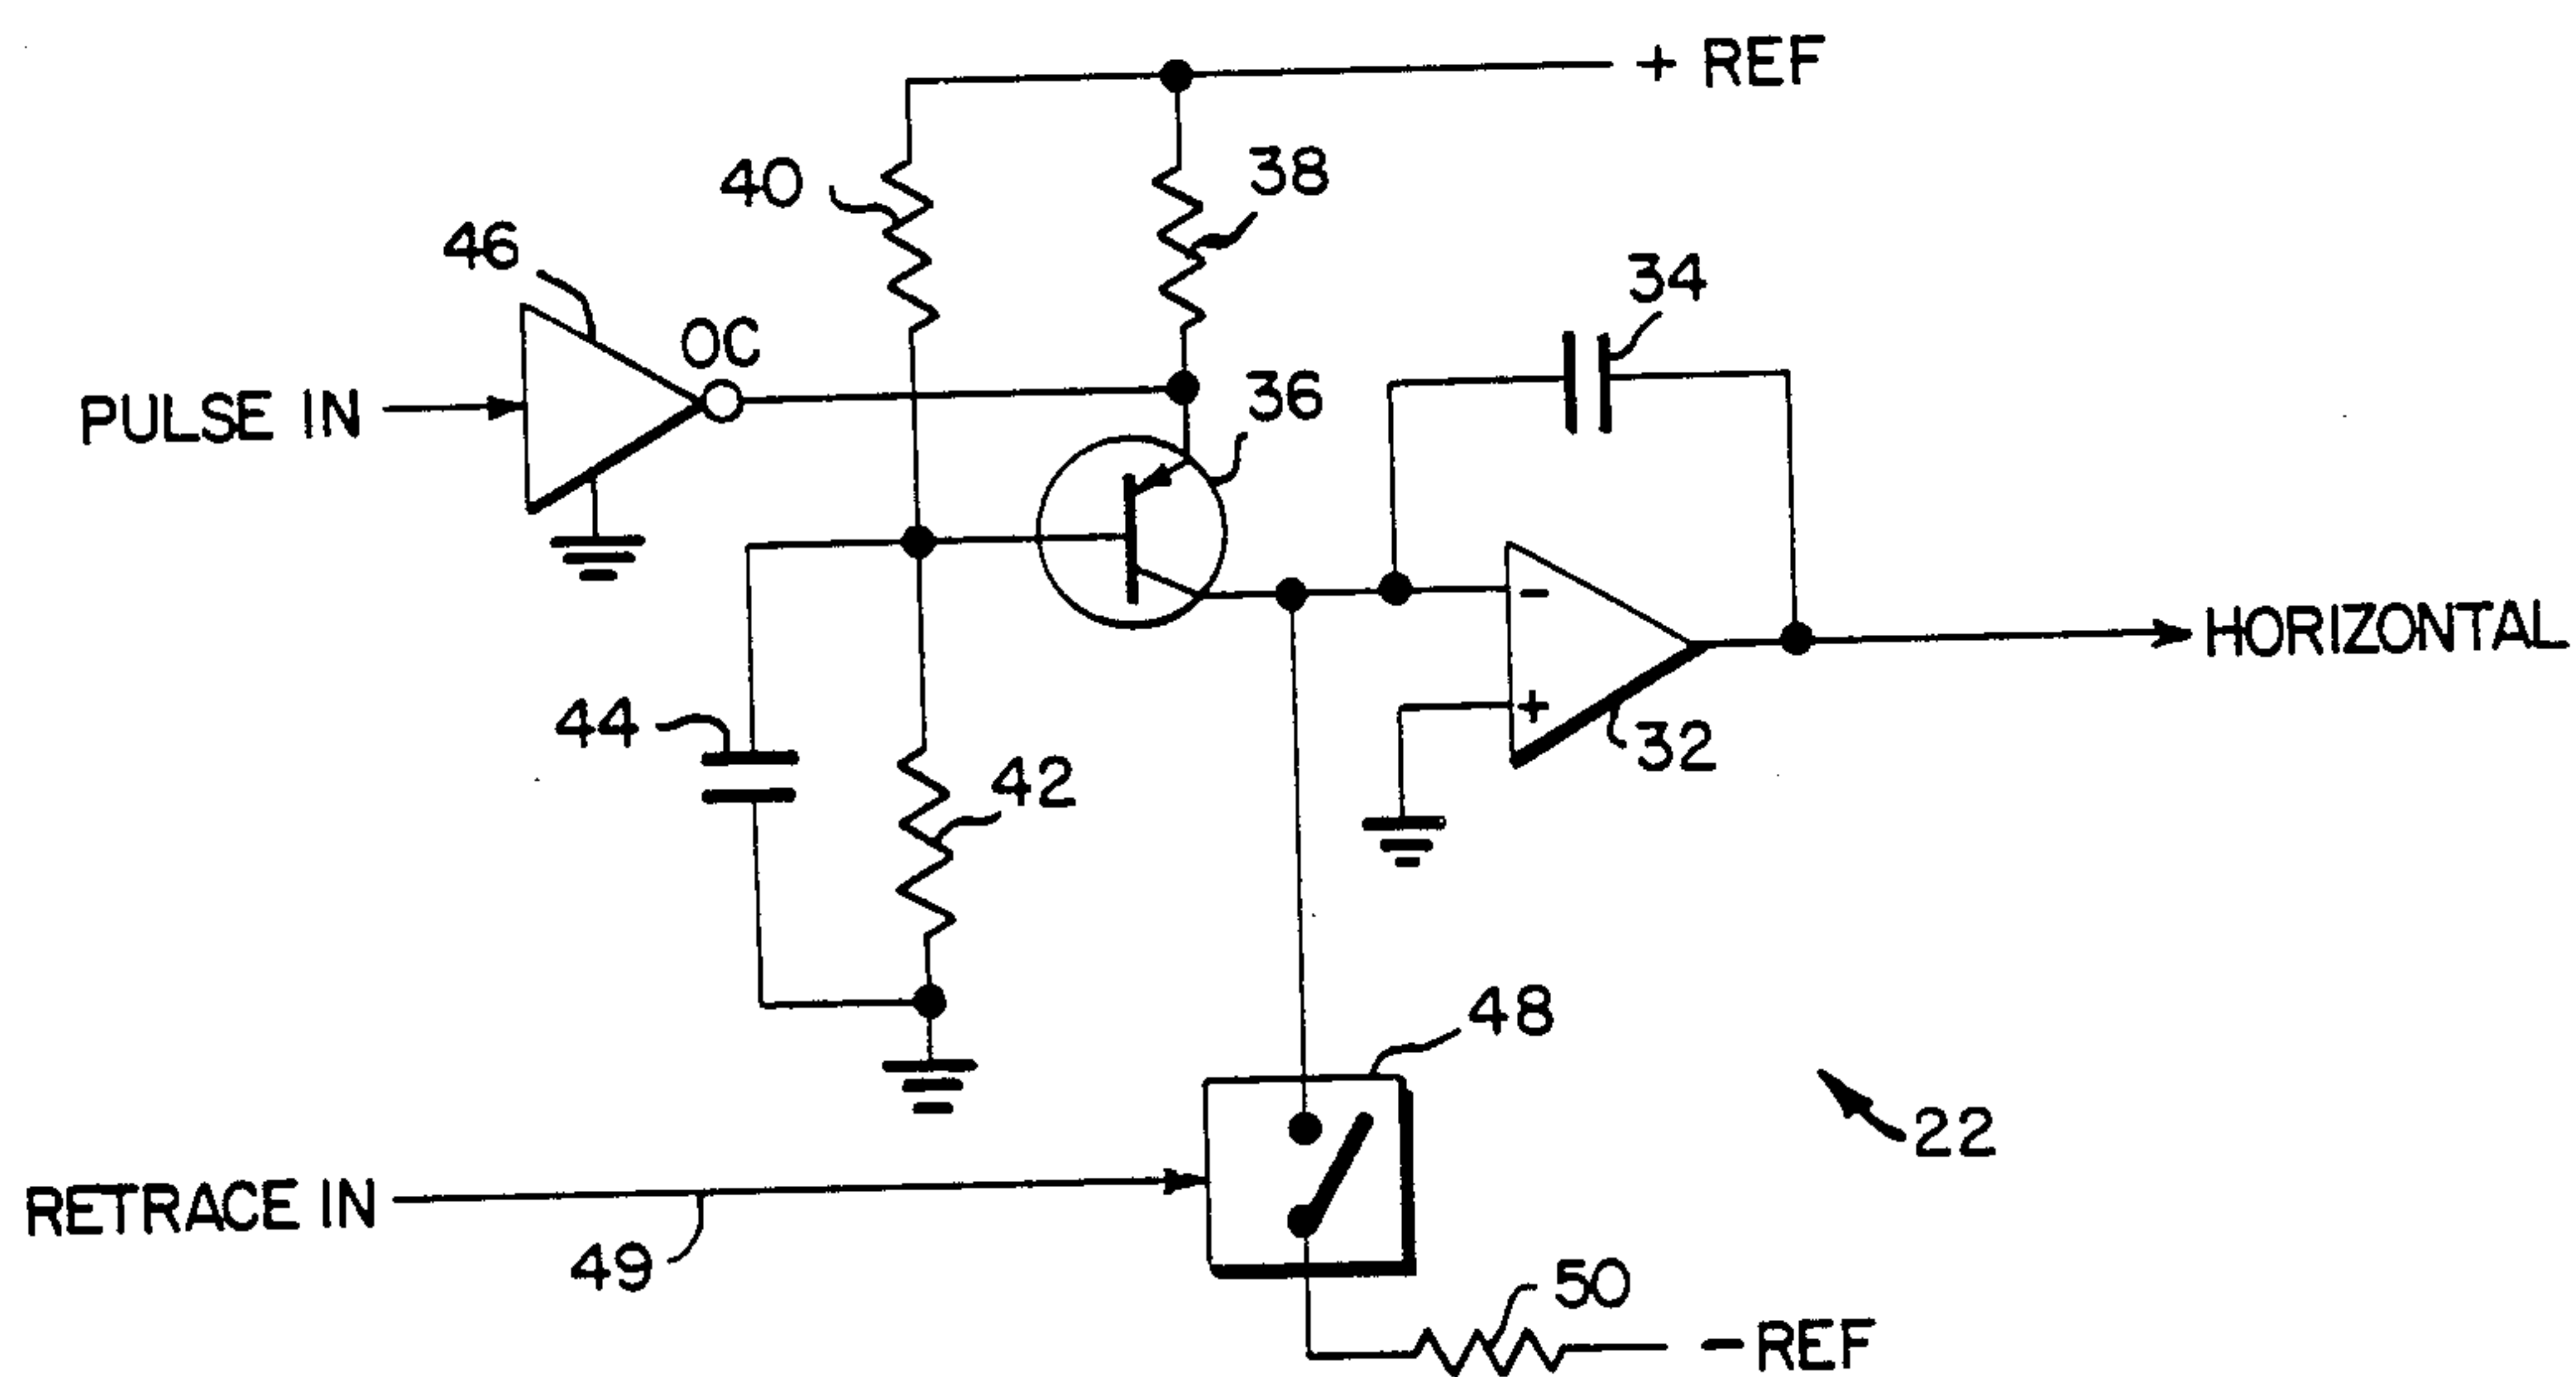 + REF
40
38
46
OC
34
36
PULSE IN
-
HORIZONTAL
+
44
32
42
48
22
RETRACE IN
49
50
- REF